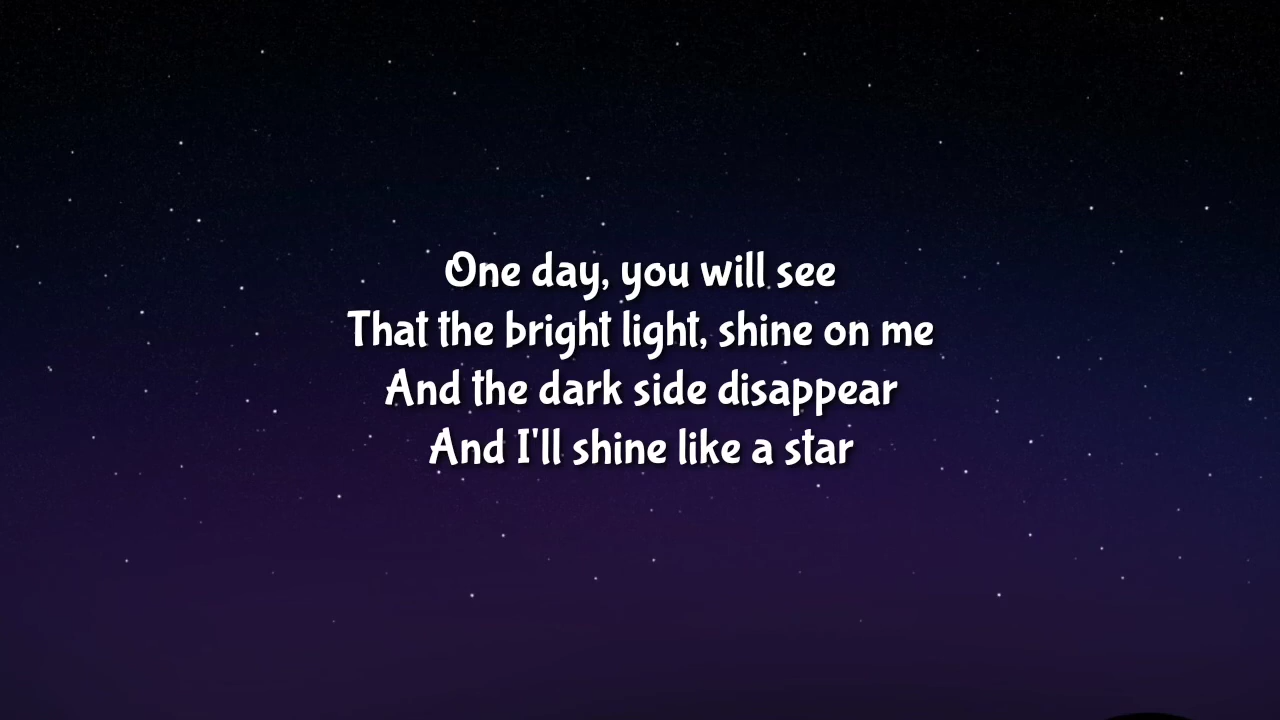 One day, you will see
That the bright light, shine on me
And the dark side disappear
And I'll shine like a star